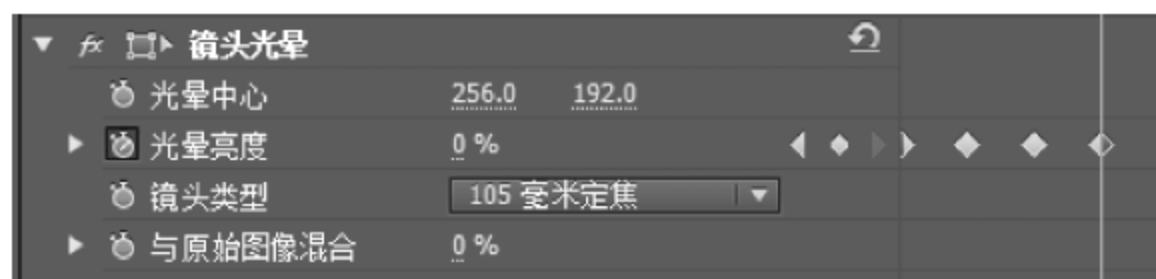 fx 镜头光晕
光晕中心 256.0 192.0
光晕亮度 0 %
镜头类型 105 毫米定焦
与原始图像混合 0 %